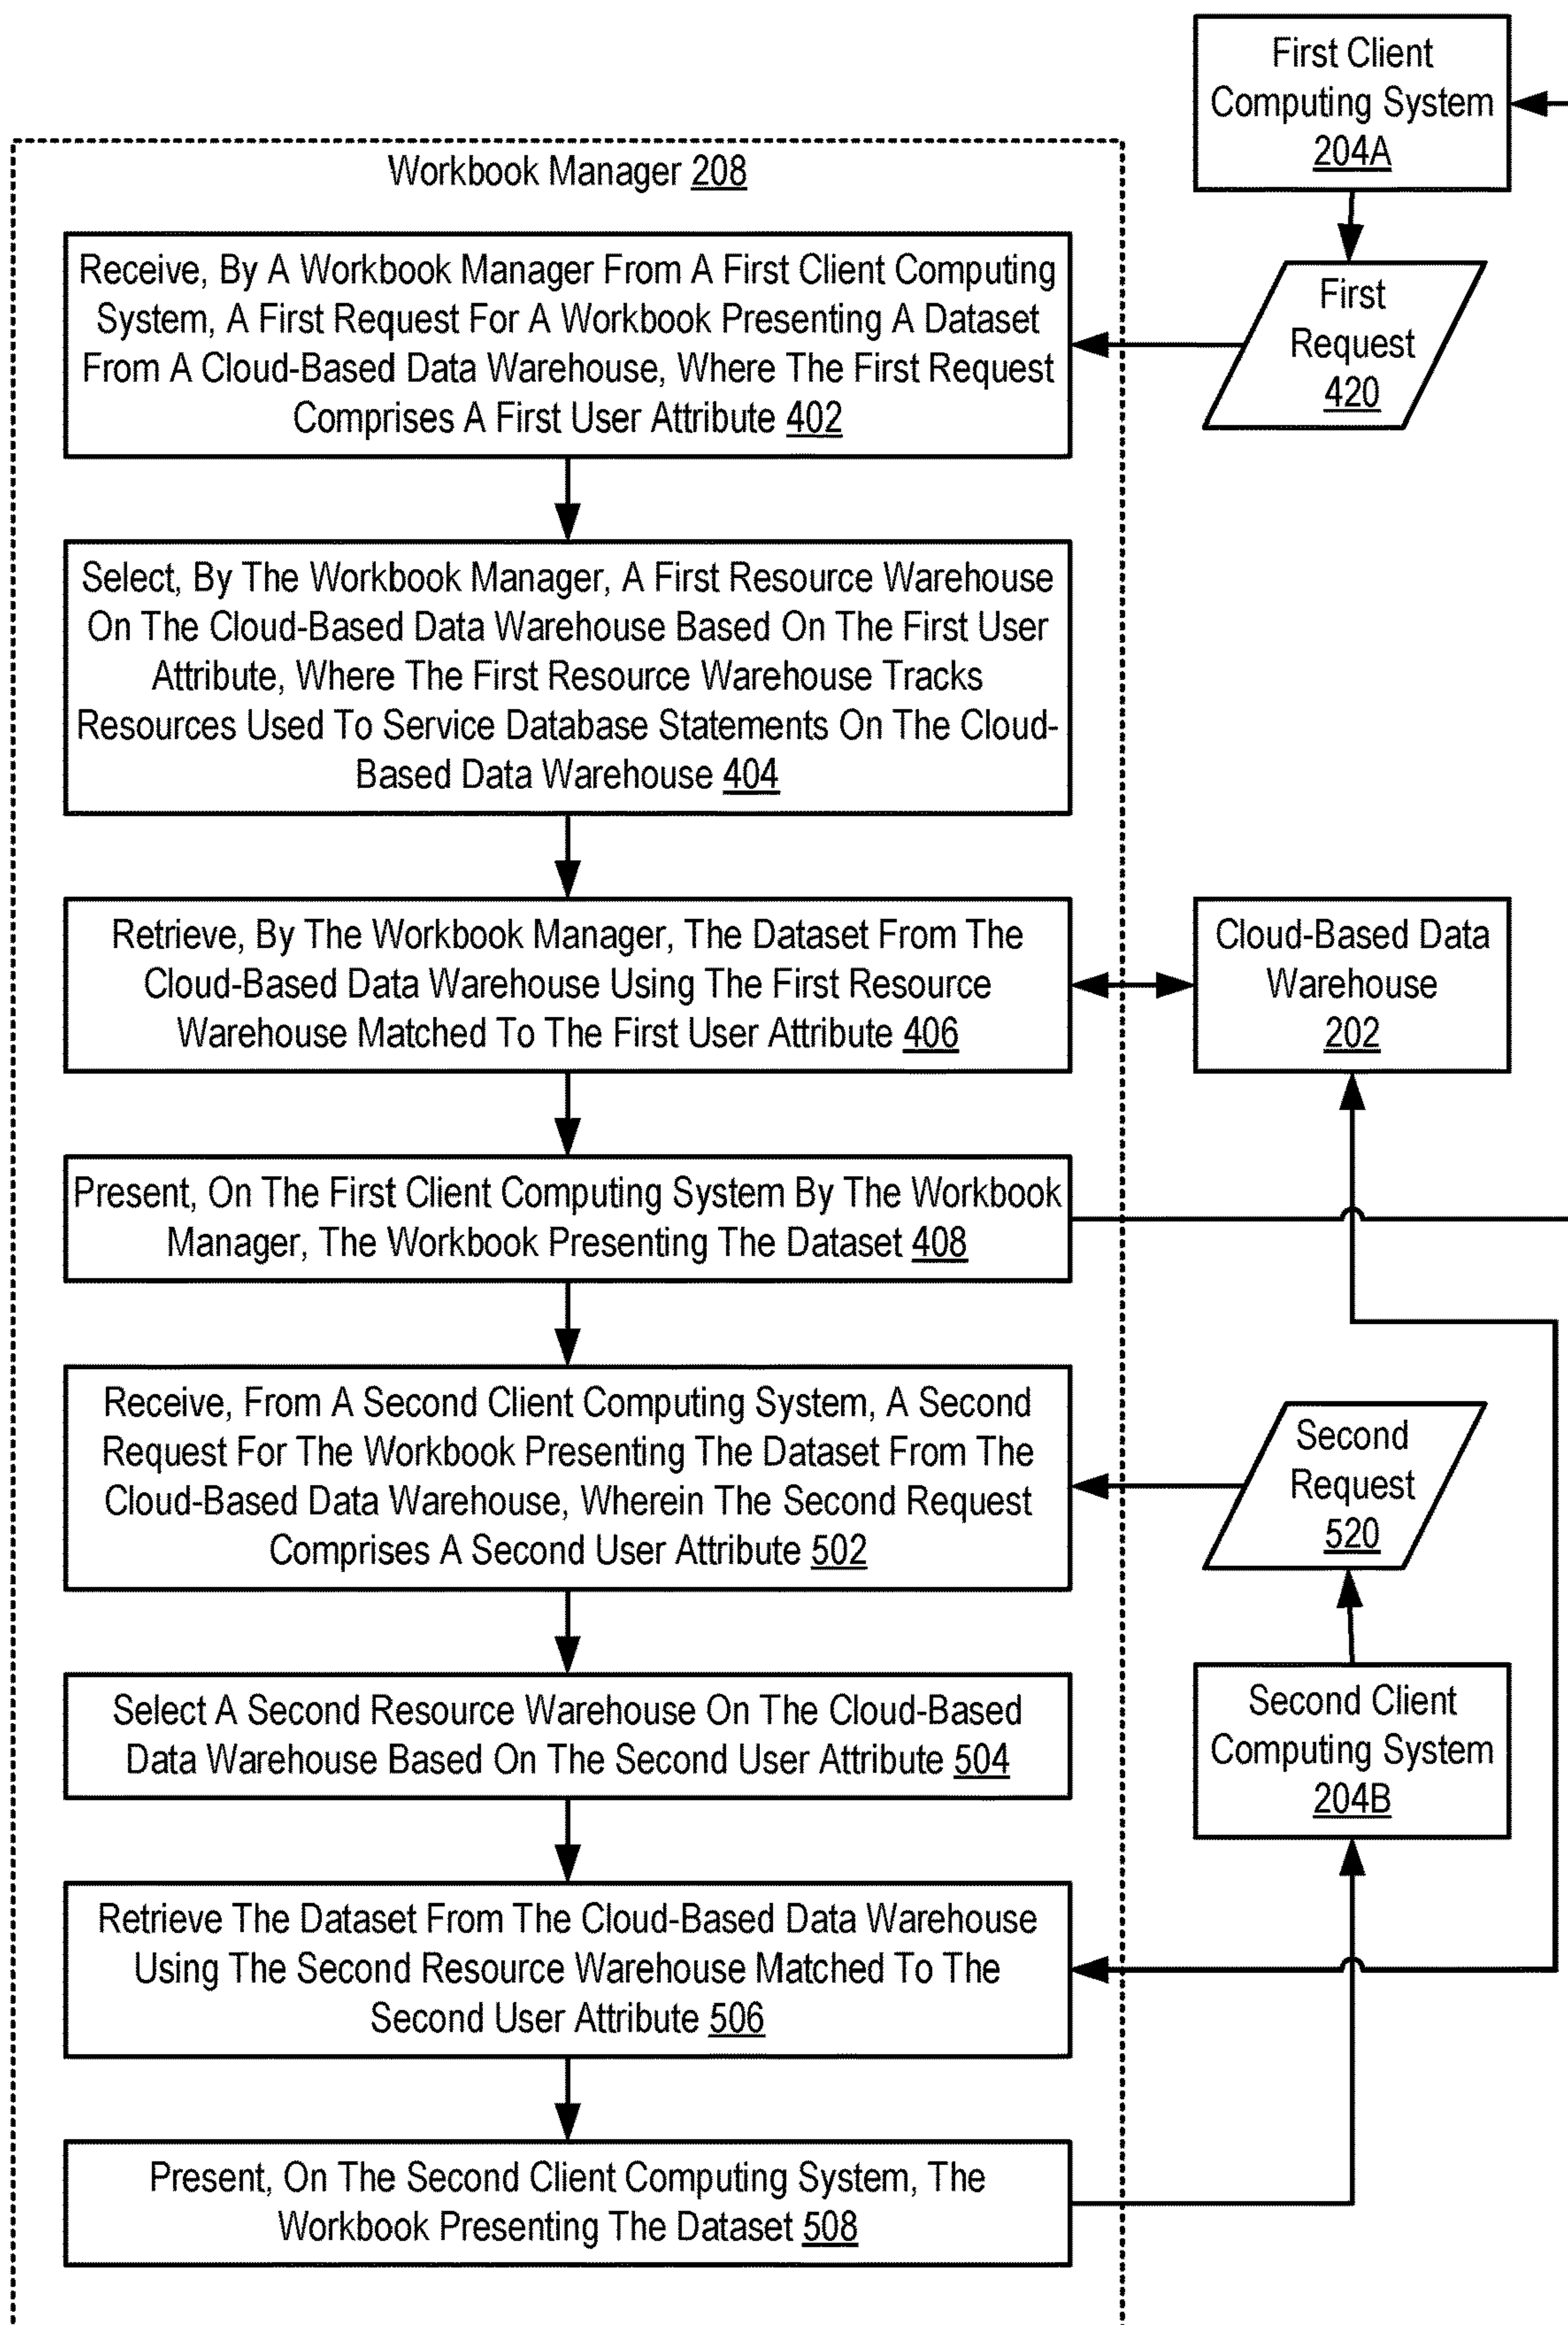 First Client
Computing System
204A
Workbook Manager 208
Receive, By A Workbook Manager From A First Client Computing
System, A First Request For A Workbook Presenting A Dataset
From A Cloud-Based Data Warehouse, Where The First Request
Comprises A First User Attribute 402
First
Request
420
Select, By The Workbook Manager, A First Resource Warehouse
On The Cloud-Based Data Warehouse Based On The First User
Attribute, Where The First Resource Warehouse Tracks
Resources Used To Service Database Statements On The Cloud-
Based Data Warehouse 404
Retrieve, By The Workbook Manager, The Dataset From The
Cloud-Based Data Warehouse Using The First Resource
Warehouse Matched To The First User Attribute 406
Cloud-Based Data
Warehouse
202
Present, On The First Client Computing System By The Workbook
Manager, The Workbook Presenting The Dataset 408
Receive, From A Second Client Computing System, A Second
Request For The Workbook Presenting The Dataset From The
Cloud-Based Data Warehouse, Wherein The Second Request
Comprises A Second User Attribute 502
Second
Request
520
Select A Second Resource Warehouse On The Cloud-Based
Data Warehouse Based On The Second User Attribute 504
Second Client
Computing System
204B
Retrieve The Dataset From The Cloud-Based Data Warehouse
Using The Second Resource Warehouse Matched To The
Second User Attribute 506
Present, On The Second Client Computing System, The
Workbook Presenting The Dataset 508